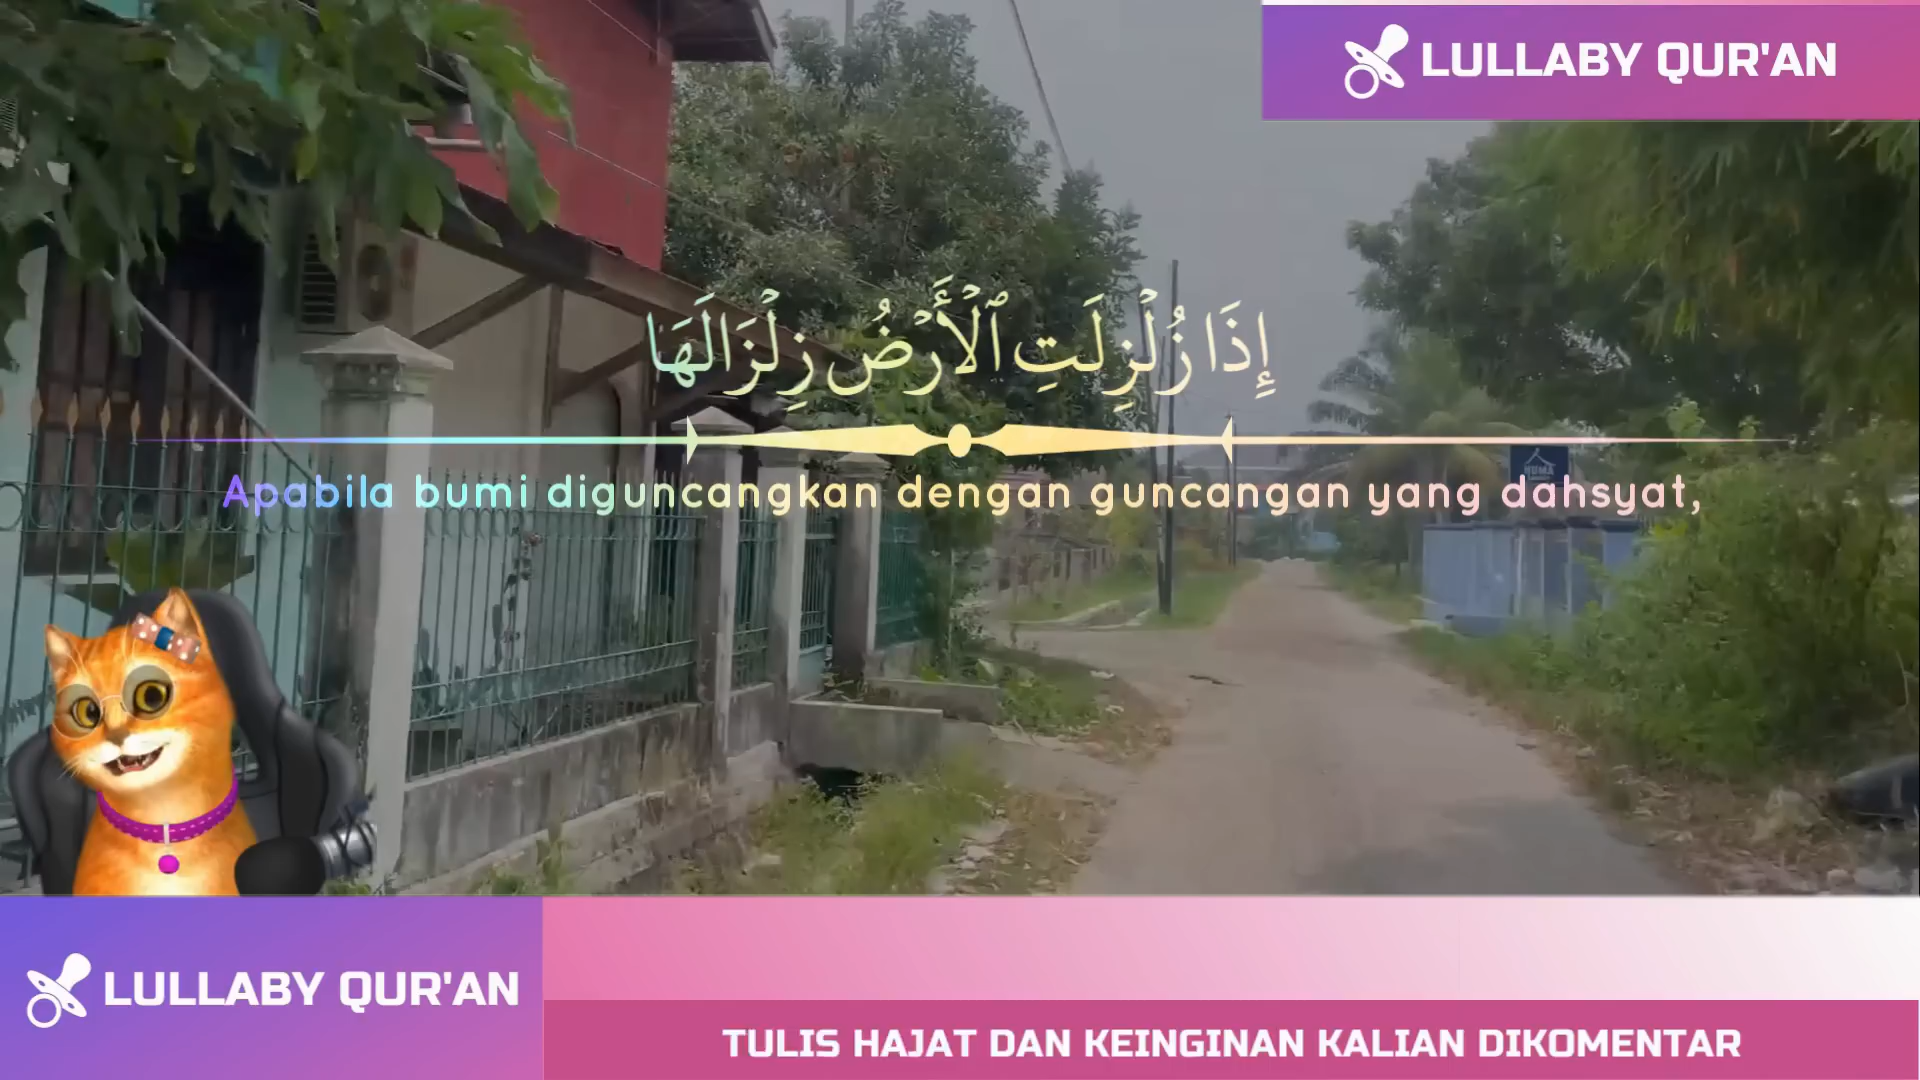 LULLABY QUR'AN
إِذَا زُلْزِلَتِ ٱلْأَرْضُ زِلْزَالَهَا
HUMA
Apabila bumi diguncangkan dengan guncangan yang dahsyat,
LULLABY QUR'AN
TULIS HAJAT DAN KEINGINAN KALIAN DIKOMENTAR